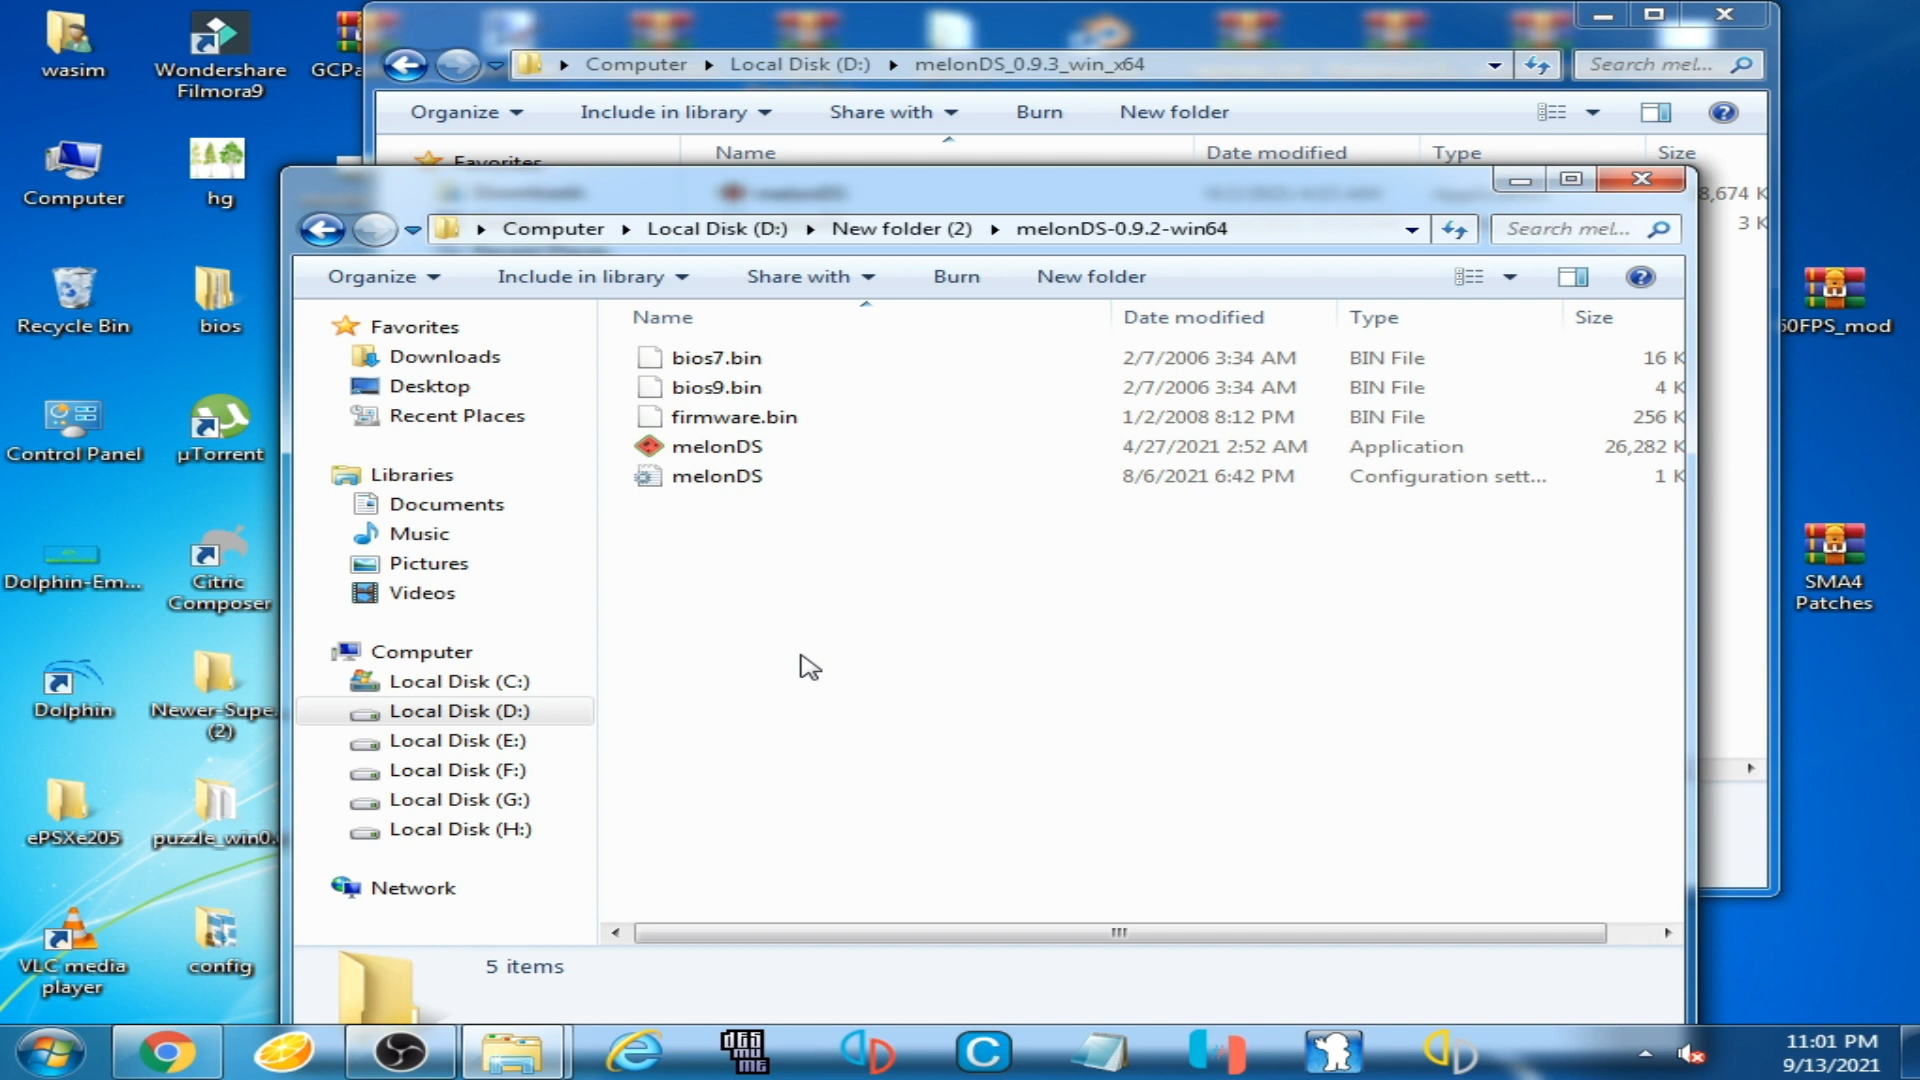 wasim
Wondershare
Filmora9
GCPa
Computer
hg
Recycle Bin
bios
Control Panel
µTorrent
Dolphin-Em...
Citric
Composer
Dolphin
Newer-Supe.
(2)
ePSXe205
puzzle_win0.
VLC media
player
config
Computer
Local Disk (D:)
melonDS_0.9.3_win_x64
Search mel...
Organize
Include in library
Share with
Burn
New folder
Favorites
Name
Date modified
Type
Size
8,674 K
3 K
Computer
Local Disk (D:)
New folder (2)
melonDS-0.9.2-win64
Search mel...
Organize
Include in library
Share with
Burn
New folder
Favorites
Downloads
Desktop
Recent Places
Libraries
Documents
Music
Pictures
Videos
Computer
Local Disk (C:)
Local Disk (D:)
Local Disk (E:)
Local Disk (F:)
Local Disk (G:)
Local Disk (H:)
Network
Name Date modified Type Size
bios7.bin 2/7/2006 3:34 AM BIN File 16 K
bios9.bin 2/7/2006 3:34 AM BIN File 4 K
firmware.bin 1/2/2008 8:12 PM BIN File 256 K
melonDS 4/27/2021 2:52 AM Application 26,282 K
melonDS 8/6/2021 6:42 PM Configuration sett... 1 K
5 items
60FPS_mod
SMA4
Patches
11:01 PM
9/13/2021